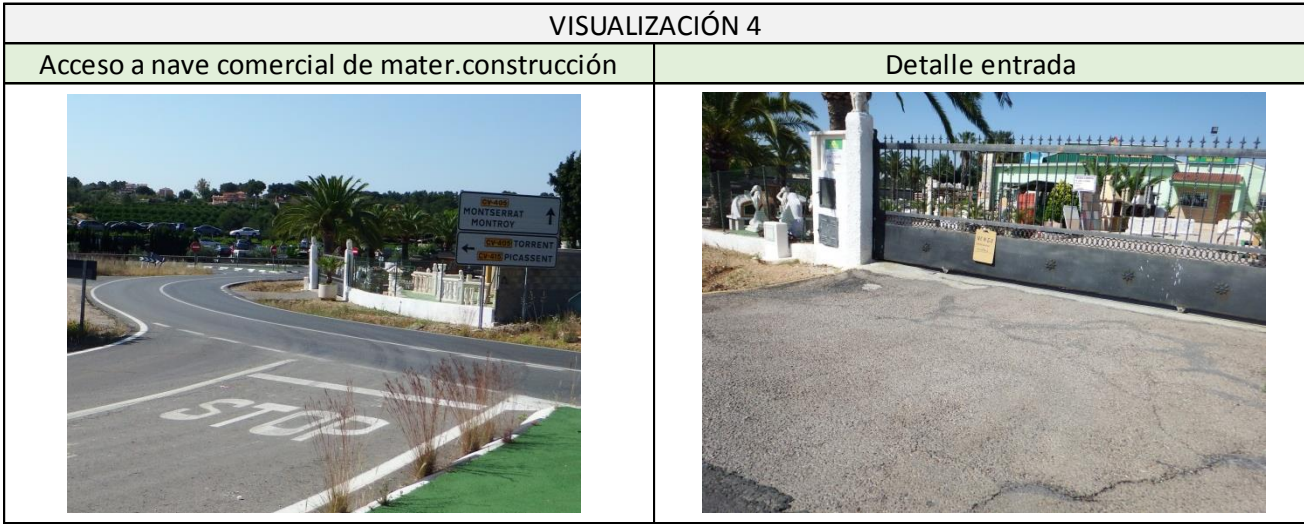 VISUALIZACIÓN 4
Acceso a nave comercial de mater.construcción
Detalle entrada
CV-405
MONTSERRAT
MONTROY
CV-405 TORRENT
CV-415 PICASSENT
STOP